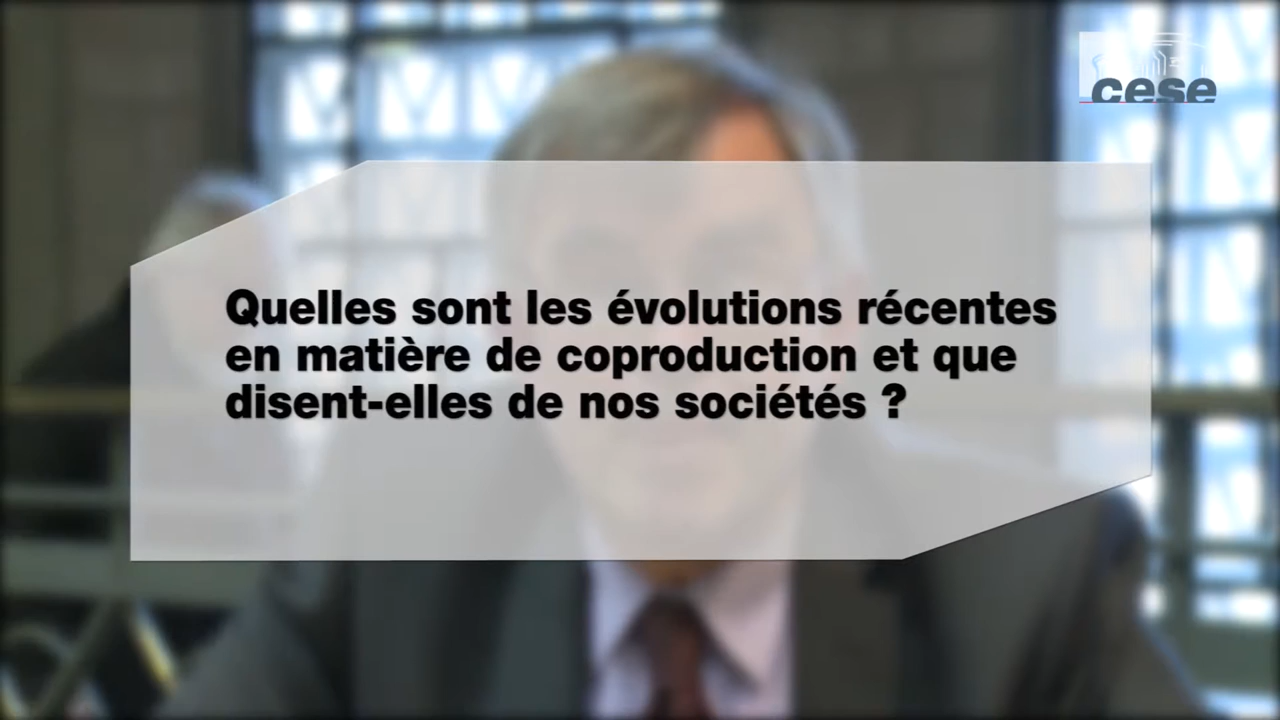 cese
Quelles sont les évolutions récentes
en matière de coproduction et que
disent-elles de nos sociétés ?